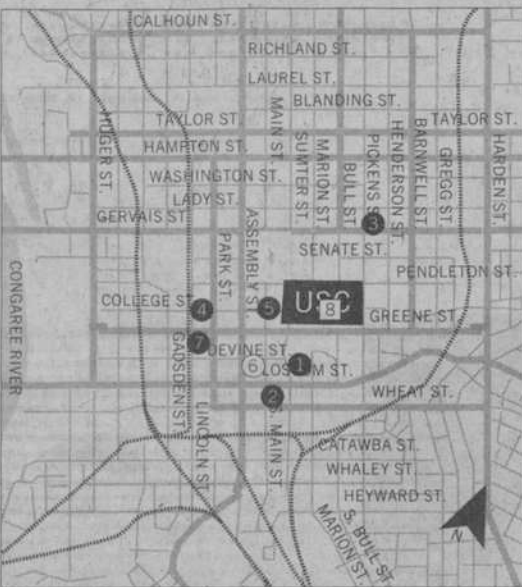 CALHOUN ST.
RICHLAND ST.
LAUREL ST.
BLANDING ST.
TAYLOR ST.
TAYLOR ST.
HAMPTON ST.
WASHINGTON ST.
LADY ST.
GERVAIS ST.
SENATE ST.
PENDLETON ST.
COLLEGE ST.
GREENE ST.
DEVINE ST.
WHEAT ST.
CATAWBA ST.
WHALEY ST.
HEYWARD ST.
HUGER ST.
MAIN ST.
SUMTER ST.
MARION ST.
BULL ST.
PICKENS ST.
HENDERSON ST.
BARNWELL ST.
GREGG ST.
HARDEN ST.
CONGAREE RIVER
PARK ST.
ASSEMBLY ST.
GADSDEN ST.
LINCOLN ST.
S. MAIN ST.
S. BULL ST
MARION ST.
USC
8
3
4
5
7
6
1
2
N